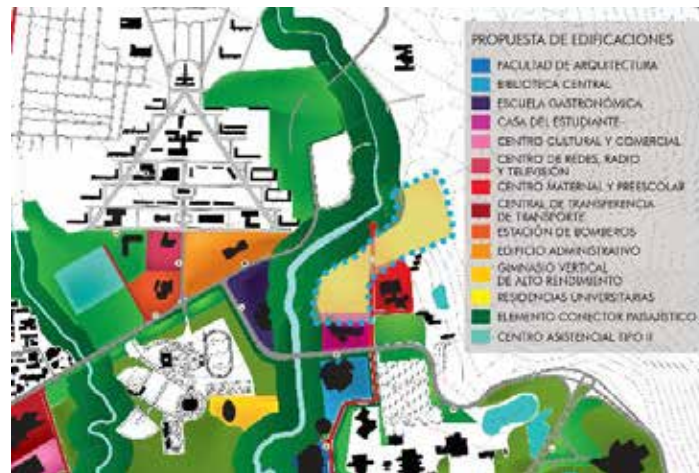 PROPUESTA DE EDIFICACIONES
FACULTAD DE ARQUITECTURA
BIBLIOTECA CENTRAL
ESCUELA GASTRONÓMICA
CASA DEL ESTUDIANTE
CENTRO CULTURAL Y COMERCIAL
CENTRO DE REDES, RADIO
Y TELEVISIÓN
CENTRO MATERNAL Y PREESCOLAR
CENTRAL DE TRANSFERENCIA
DE TRANSPORTE
ESTACIÓN DE BOMBEROS
EDIFICIO ADMINISTRATIVO
GIMNASIO VERTICAL
DE ALTO RENDIMIENTO
RESIDENCIAS UNIVERSITARIAS
ELEMENTO CONECTOR PAISAJÍSTICO
CENTRO ASISTENCIAL TIPO II